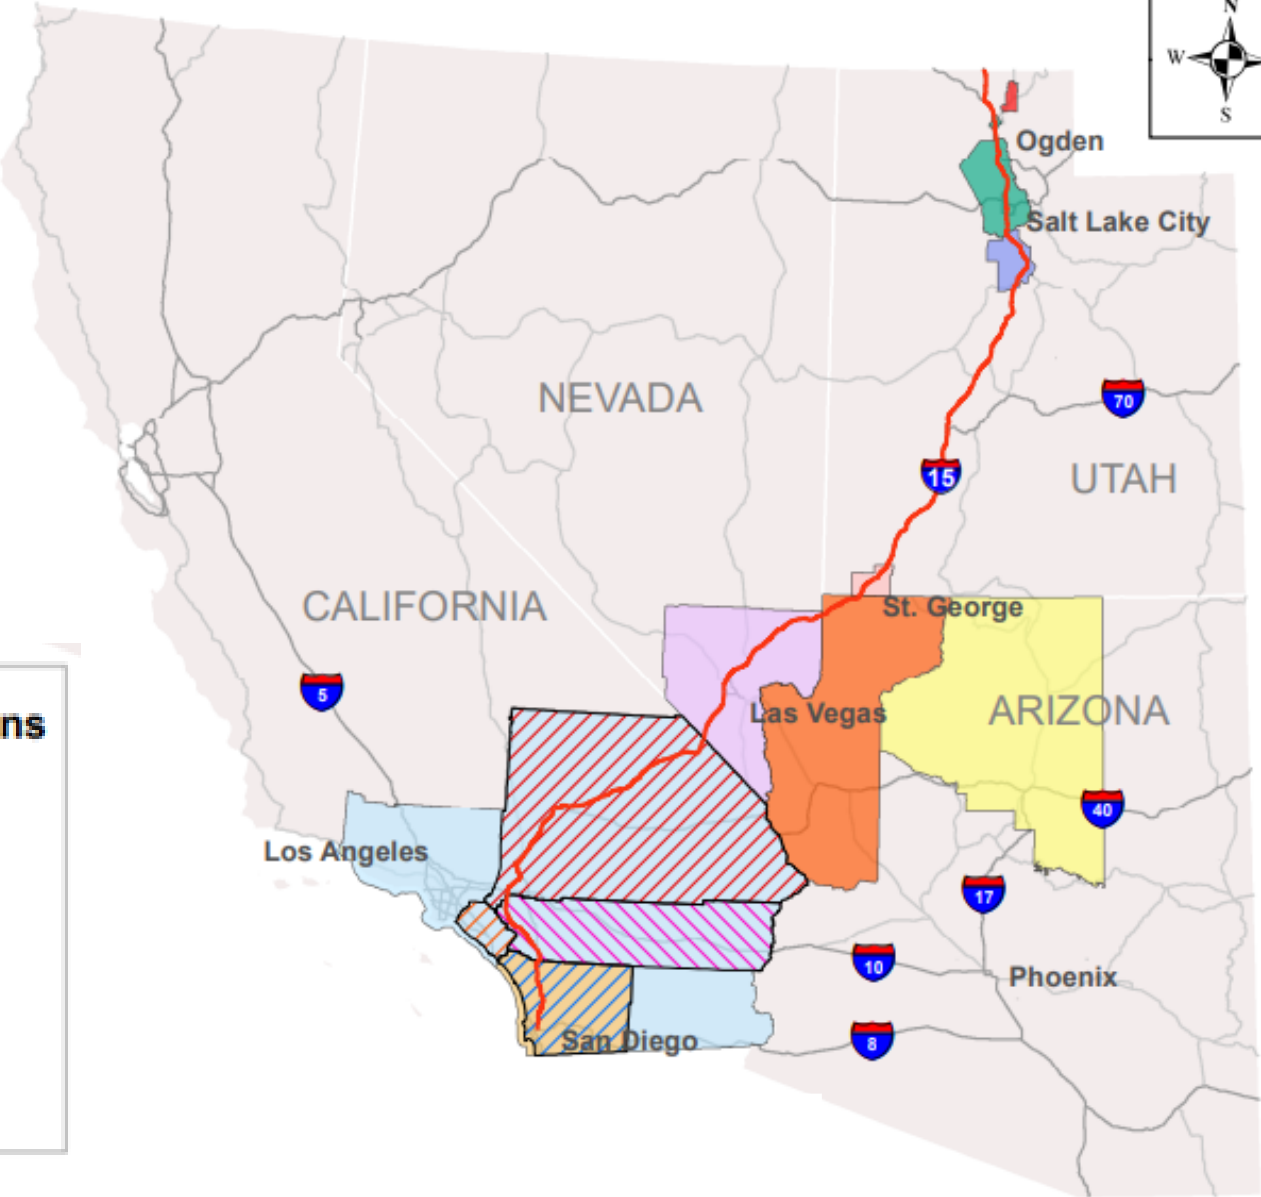 N
W
S
Ogden
Salt Lake City
NEVADA
70
15
UTAH
CALIFORNIA
St. George
5
ns
Las Vegas
ARIZONA
40
Los Angeles
17
10
Phoenix
San Diego
8